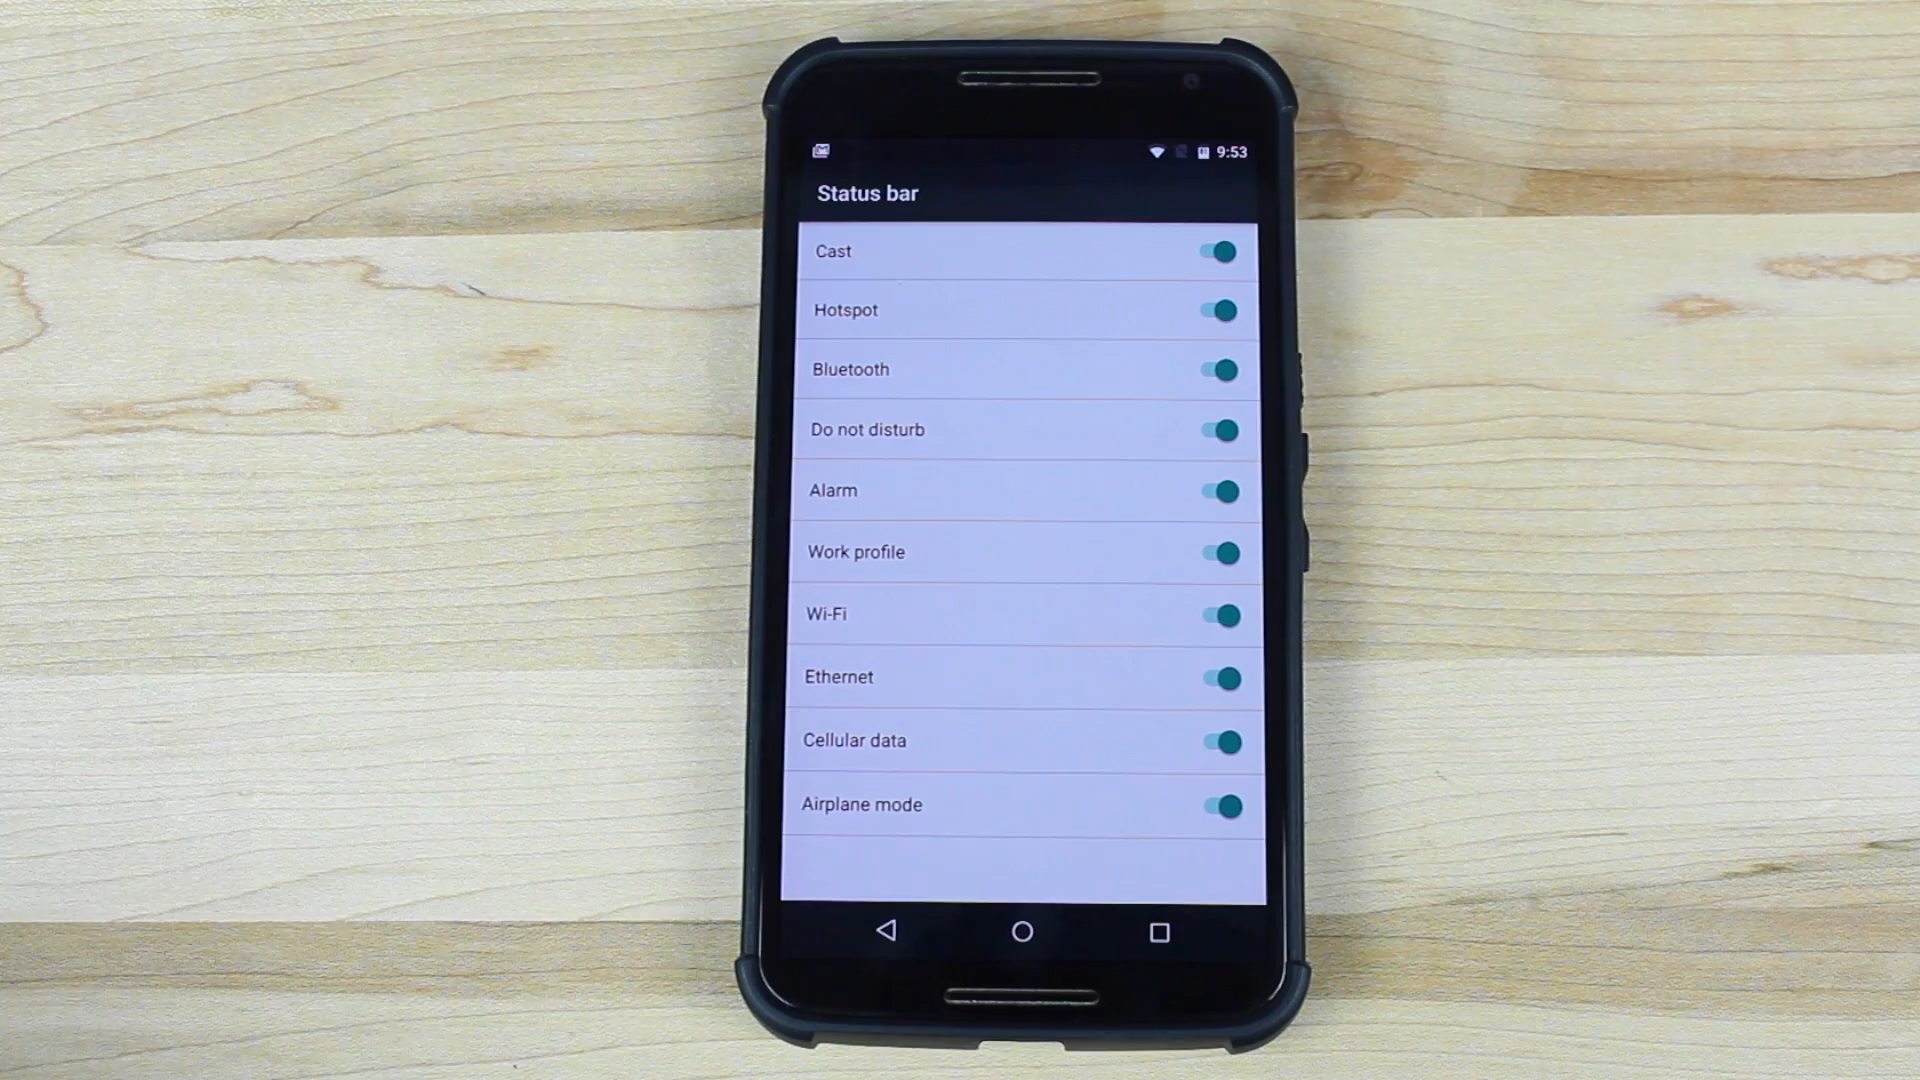 9:53
Status bar
Cast
Hotspot
Bluetooth
Do not disturb
Alarm
Work profile
Wi-Fi
Ethernet
Cellular data
Airplane mode